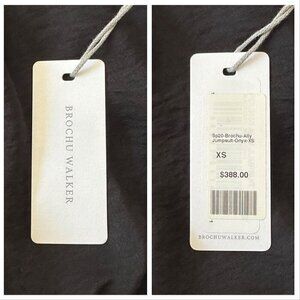 BROCHU WALKER
Sp20-Brochu-Ally
Jumpsuit-Onyx-XS
XS
$388.00
BROCHUWALKER.COM